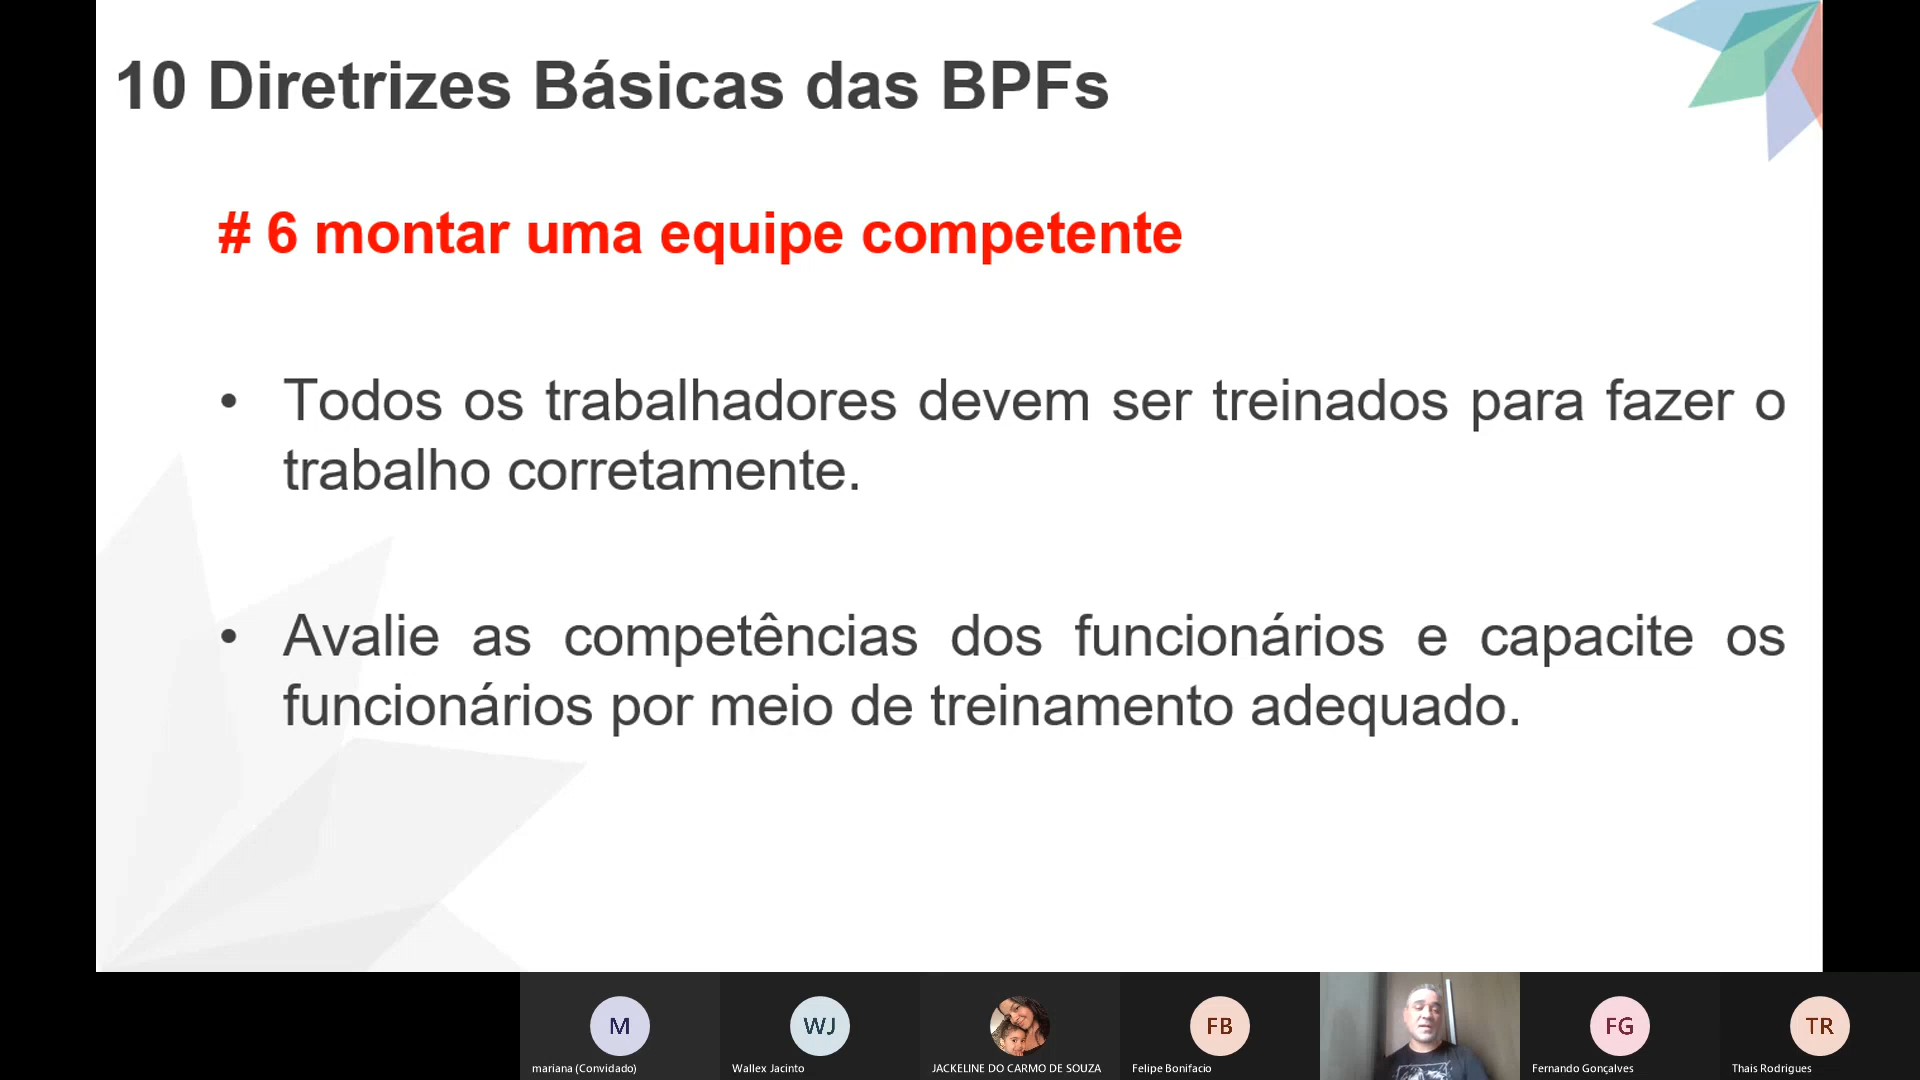 10 Diretrizes Básicas das BPFs
# 6 montar uma equipe competente
• Todos os trabalhadores devem ser treinados para fazer o
trabalho corretamente.
• Avalie as competências dos funcionários e capacite os
funcionários por meio de treinamento adequado.
M
WJ
FB
FG
TR
mariana (Convidado)
Wallex Jacinto
JACKELINE DO CARMO DE SOUZA
Felipe Bonifacio
Fernando Gonçalves
Thais Rodrigues